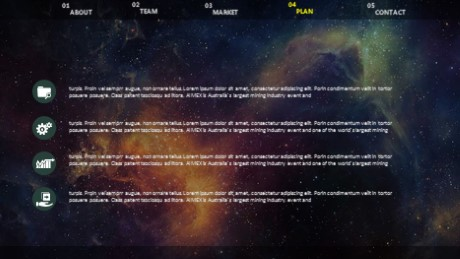 01
ABOUT
02
TEAM
03
MARKET
04
PLAN
05
CONTACT
turpis. Proin vel semper augue, non ornare tellus. Lorem ipsum dolor sit amet, consectetur adipiscing elit. Proin condimentum velit in tortor
posuere posuere. Class patent taciti ad litora. AIMEX is Australia's largest mining industry event and
turpis. Proin vel semper augue, non ornare tellus. Lorem ipsum dolor sit amet, consectetur adipiscing elit. Proin condimentum velit in tortor
posuere posuere. Class patent taciti ad litora. AIMEX is Australia's largest mining industry event and one of the world's largest mining
turpis. Proin vel semper augue, non ornare tellus. Lorem ipsum dolor sit amet, consectetur adipiscing elit. Proin condimentum velit in tortor
posuere posuere. Class patent taciti ad litora. AIMEX is Australia's largest mining industry event and one of the world's largest mining
turpis. Proin vel semper augue, non ornare tellus. Lorem ipsum dolor sit amet, consectetur adipiscing elit. Proin condimentum velit in tortor
posuere posuere. Class patent taciti ad litora. AIMEX is Australia's largest mining industry event and